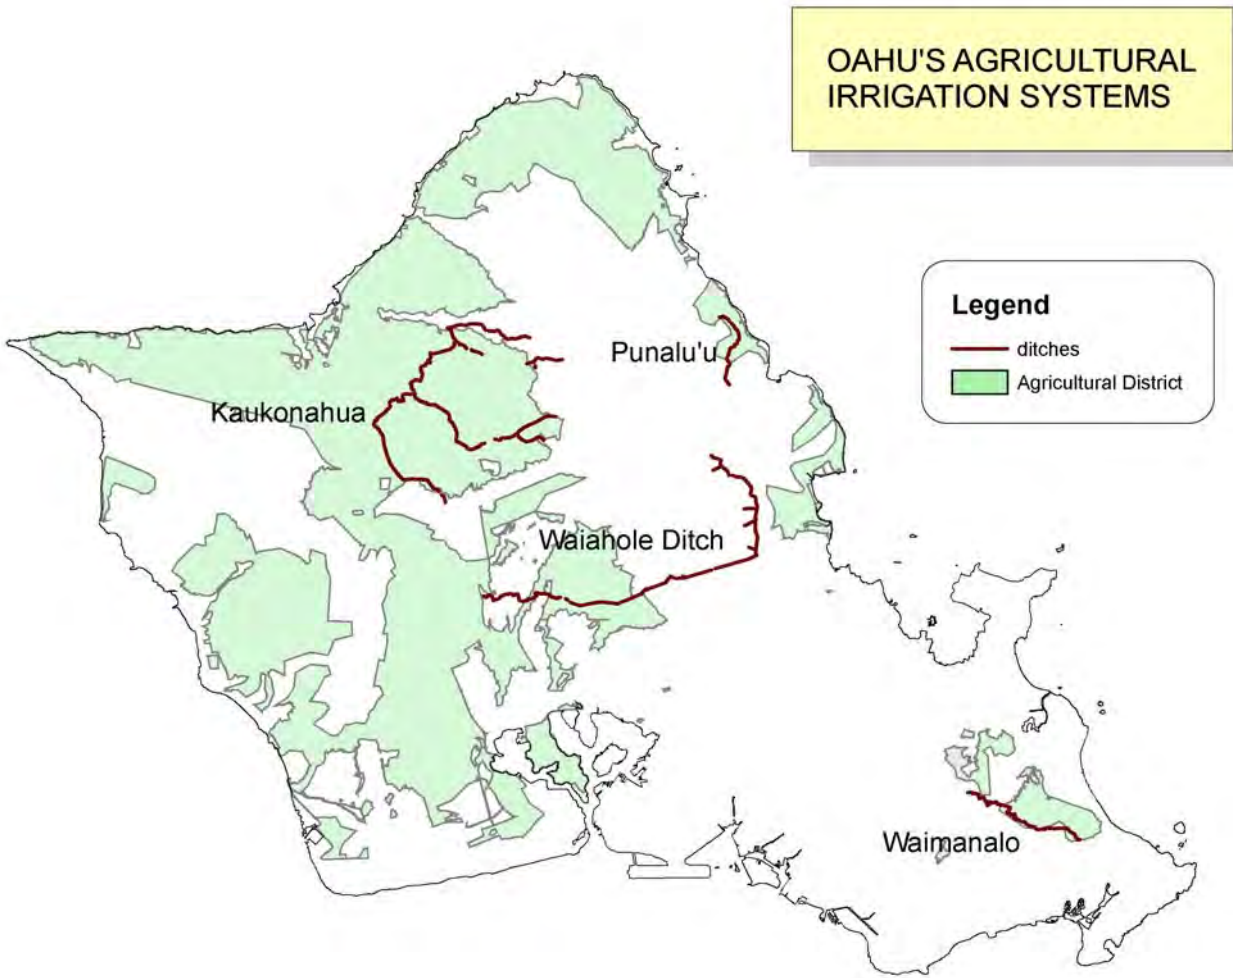 OAHU'S AGRICULTURAL
IRRIGATION SYSTEMS
Legend
ditches
Agricultural District
Punalu'u
Kaukonahua
Waiahole Ditch
Waimanalo